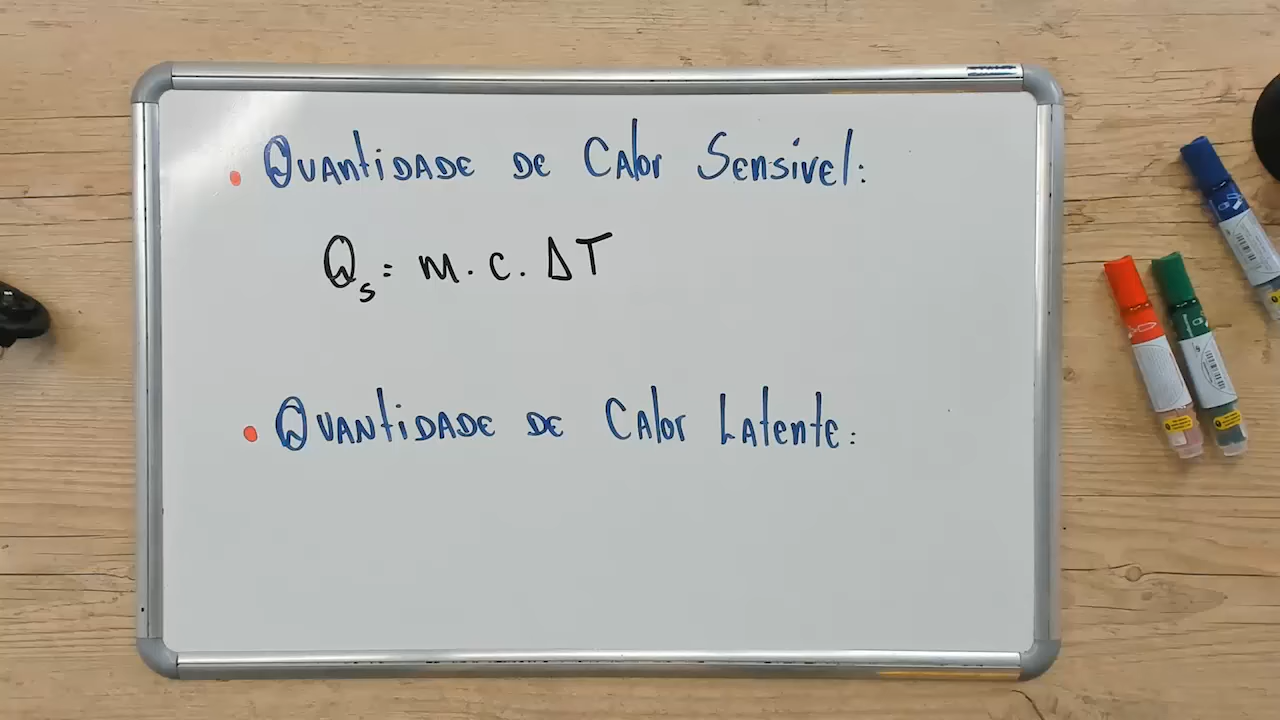 • Quantidade de Calor Sensivel:
Qs = m . c . ΔT
• Quantidade de Calor Latente: